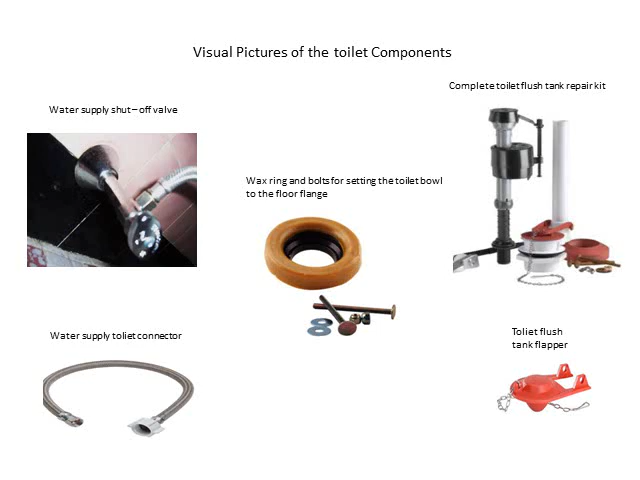 Visual Pictures of the toilet Components
Complete toilet flush tank repair kit
Water supply shut – off valve
Wax ring and bolts for setting the toilet bowl
to the floor flange
Water supply toliet connector
Toliet flush
tank flapper